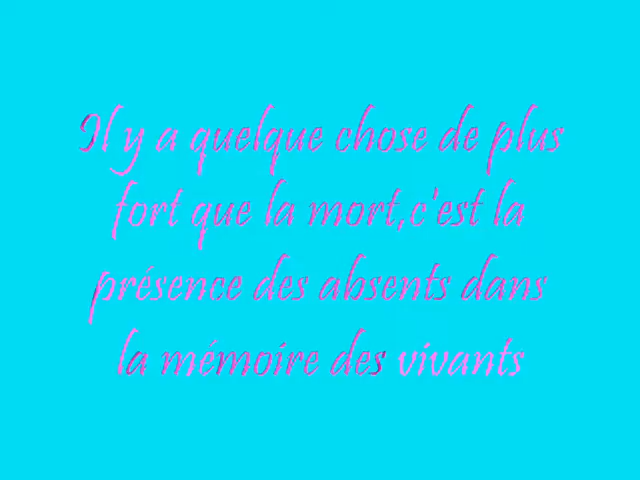 Il y a quelque chose de plus
fort que la mort,c'est la
présence des absents dans
la mémoire des vivants